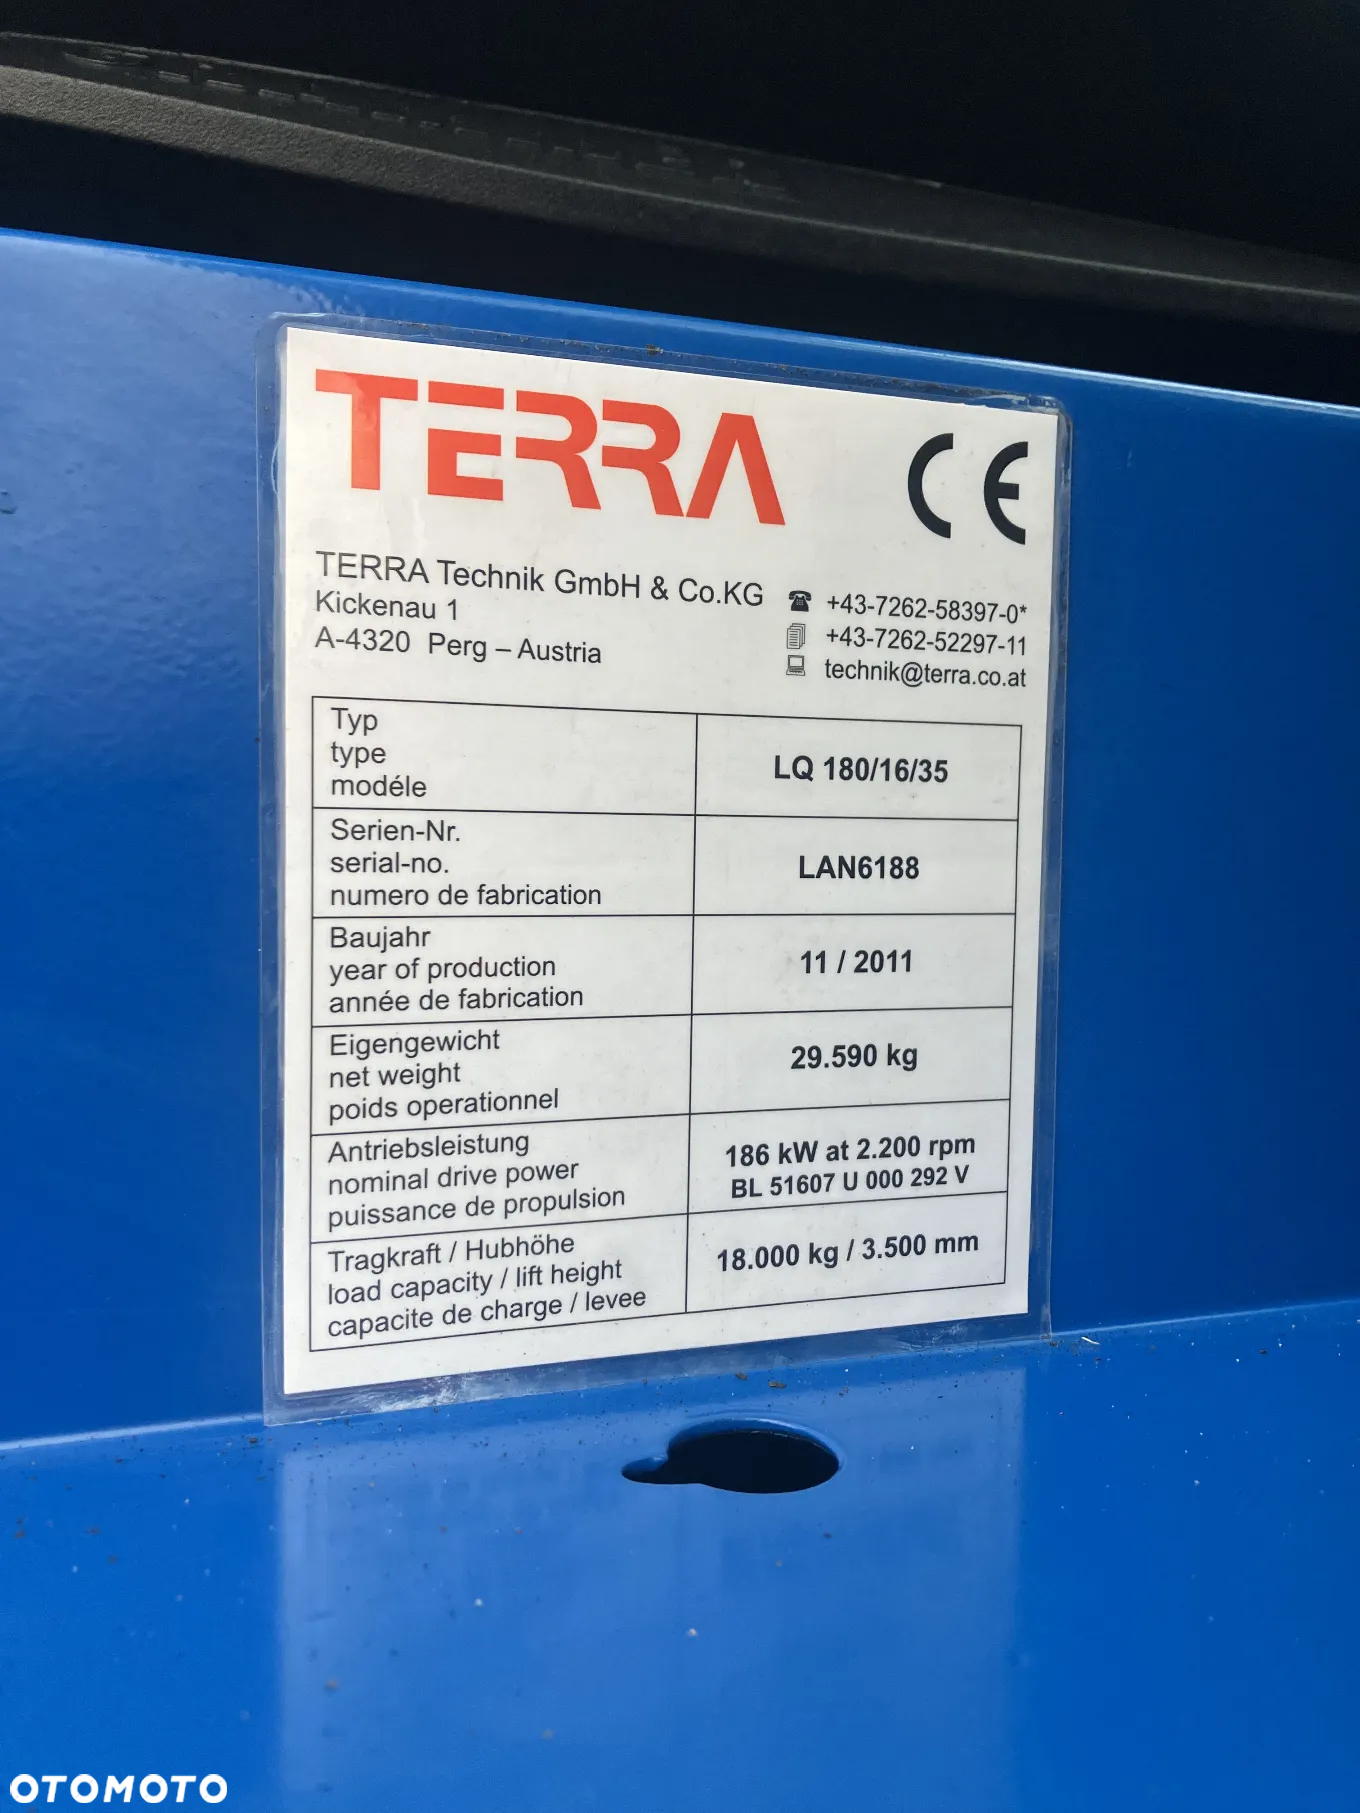 TERRA
CE
TERRA Technik GmbH & Co.KG
Kickenau 1
A-4320 Perg – Austria
+43-7262-58397-0*
+43-7262-52297-11
technik@terra.co.at
Typ
type
modéle
LQ 180/16/35
Serien-Nr.
serial-no.
numero de fabrication
LAN6188
Baujahr
year of production
année de fabrication
11 / 2011
Eigengewicht
net weight
poids operationnel
29.590 kg
Antriebsleistung
nominal drive power
puissance de propulsion
186 kW at 2.200 rpm
BL 51607 U 000 292 V
Tragkraft / Hubhöhe
load capacity / lift height
capacite de charge / levee
18.000 kg / 3.500 mm
OTOMOTO